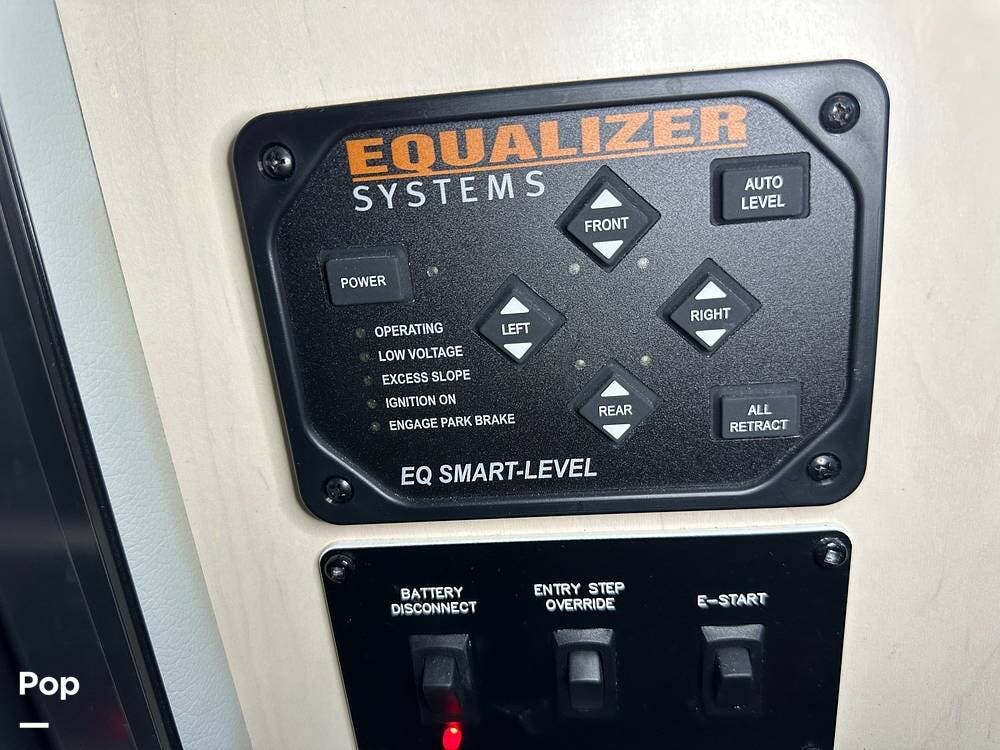 EQUALIZER
SYSTEMS
FRONT
AUTO
LEVEL
POWER
LEFT
RIGHT
OPERATING
LOW VOLTAGE
EXCESS SLOPE
IGNITION ON
ENGAGE PARK BRAKE
REAR
ALL
RETRACT
EQ SMART-LEVEL
BATTERY
DISCONNECT
ENTRY STEP
OVERRIDE
E-START
Pop